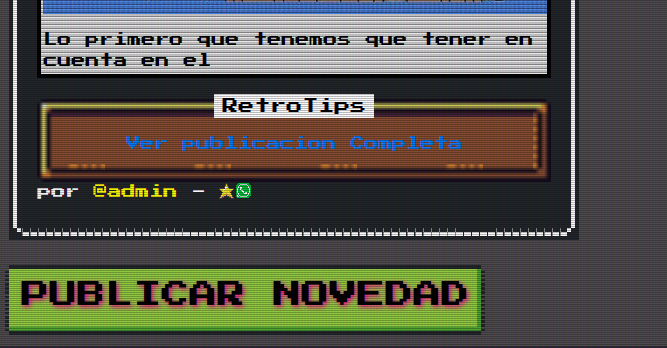 Lo primero que tenemos que tener en
cuenta en el
RetroTips
Ver publicacion Completa
por @admin -
PUBLICAR NOVEDAD